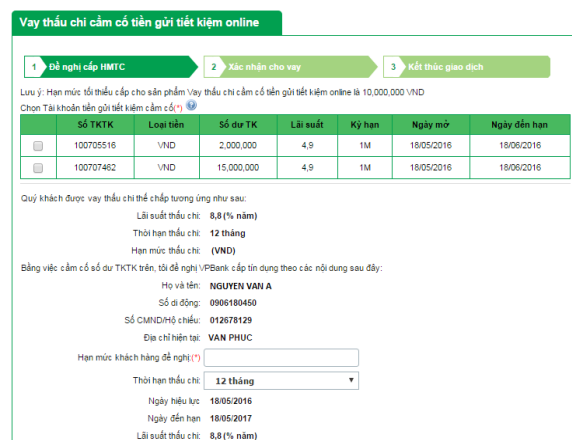 Vay thấu chi cầm cố tiền gửi tiết kiệm online
1 Đề nghị cấp HMTC 2 Xác nhận cho vay 3 Kết thúc giao dịch
Lưu ý: Hạn mức tối thiểu cấp cho sản phẩm Vay thấu chi cầm cố tiền gửi tiết kiệm online là 10,000,000 VND
Chọn Tài khoản tiền gửi tiết kiệm cầm cố(*)
Số TKTK Loại tiền Số dư TK Lãi suất Kỳ hạn Ngày mở Ngày đến hạn
100705516 VND 2,000,000 4,9 1M 18/05/2016 18/06/2016
100707462 VND 15,000,000 4,9 1M 18/05/2016 18/06/2016
Quý khách được vay thấu chi thế chấp tương ứng như sau:
Lãi suất thấu chi: 8,8 (% năm)
Thời hạn thấu chi: 12 tháng
Hạn mức thấu chi: (VND)
Bằng việc cầm cố số dư TKTK trên, tôi đề nghị VPBank cấp tín dụng theo các nội dung sau đây:
Họ và tên: NGUYEN VAN A
Số di động: 0906180450
Số CMND/Hộ chiếu: 012678129
Địa chỉ hiện tại: VAN PHUC
Hạn mức khách hàng đề nghị:(*)
Thời hạn thấu chi: 12 tháng
Ngày hiệu lực 18/05/2016
Ngày đến hạn 18/05/2017
Lãi suất thấu chi: 8,8 (% năm)